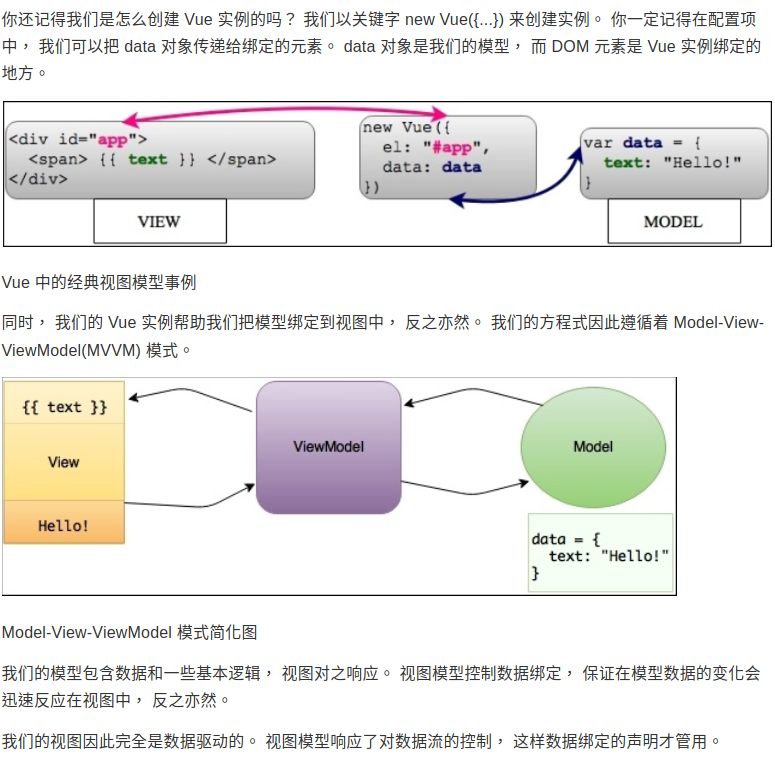 你还记得我们是怎么创建 Vue 实例的吗？ 我们以关键字 new Vue({...}) 来创建实例。 你一定记得在配置项
中， 我们可以把 data 对象传递给绑定的元素。 data 对象是我们的模型， 而 DOM 元素是 Vue 实例绑定的
地方。
<div id="app">
<span> {{ text }} </span>
</div>
VIEW
new Vue({
el: "#app",
data: data
})
var data = {
text: "Hello!"
}
MODEL
Vue 中的经典视图模型事例
同时， 我们的 Vue 实例帮助我们把模型绑定到视图中， 反之亦然。 我们的方程式因此遵循着 Model-View-
ViewModel(MVVM) 模式。
{{ text }}
View
Hello!
ViewModel
Model
data = {
text: "Hello!"
}
Model-View-ViewModel 模式简化图
我们的模型包含数据和一些基本逻辑， 视图对之响应。 视图模型控制数据绑定， 保证在模型数据的变化会
迅速反应在视图中， 反之亦然。
我们的视图因此完全是数据驱动的。 视图模型响应了对数据流的控制， 这样数据绑定的声明才管用。